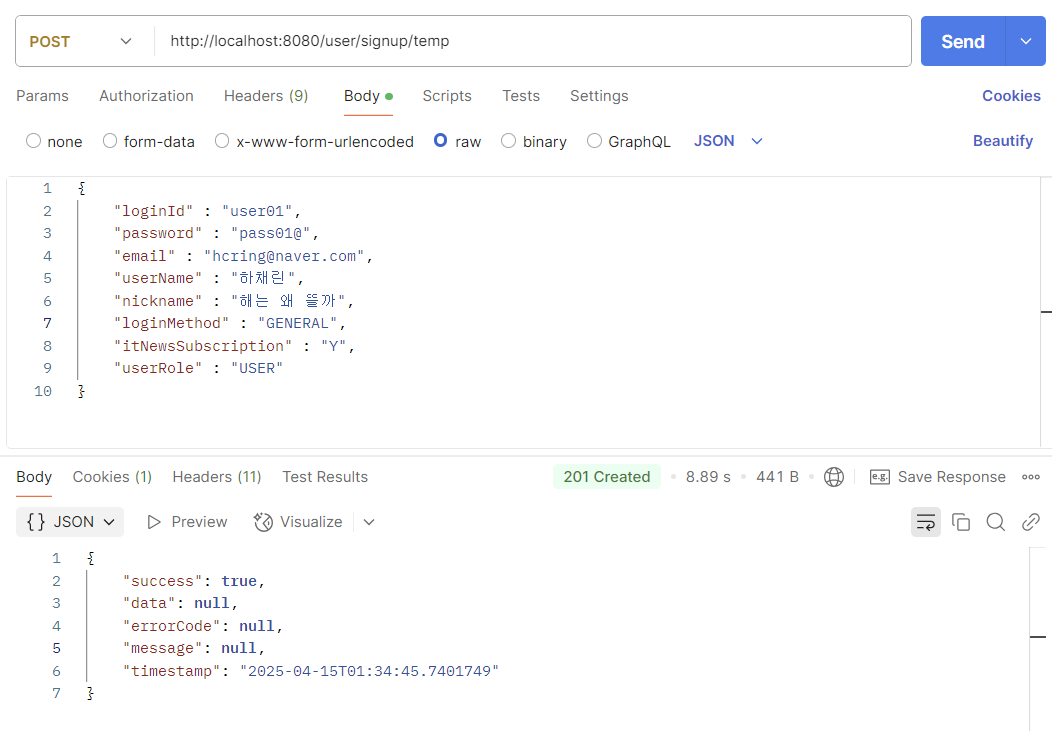 POST http://localhost:8080/user/signup/temp Send
Params Authorization Headers (9) Body Scripts Tests Settings Cookies
none form-data x-www-form-urlencoded raw binary GraphQL JSON Beautify
1 {
2 "loginId" : "user01",
3 "password" : "pass01@",
4 "email" : "hcring@naver.com",
5 "userName" : "하채린",
6 "nickname" : "해는 왜 뜰까",
7 "loginMethod" : "GENERAL",
8 "itNewsSubscription" : "Y",
9 "userRole" : "USER"
10 }
Body Cookies (1) Headers (11) Test Results 201 Created • 8.89 s • 441 B • e.g. Save Response
{} JSON Preview Visualize
1 {
2 "success": true,
3 "data": null,
4 "errorCode": null,
5 "message": null,
6 "timestamp": "2025-04-15T01:34:45.7401749"
7 }